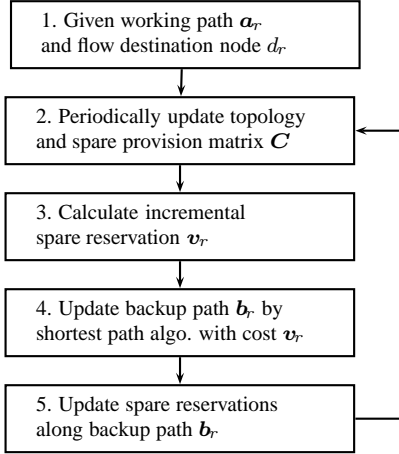 1. Given working path a_r
and flow destination node d_r
2. Periodically update topology
and spare provision matrix C
3. Calculate incremental
spare reservation v_r
4. Update backup path b_r by
shortest path algo. with cost v_r
5. Update spare reservations
along backup path b_r